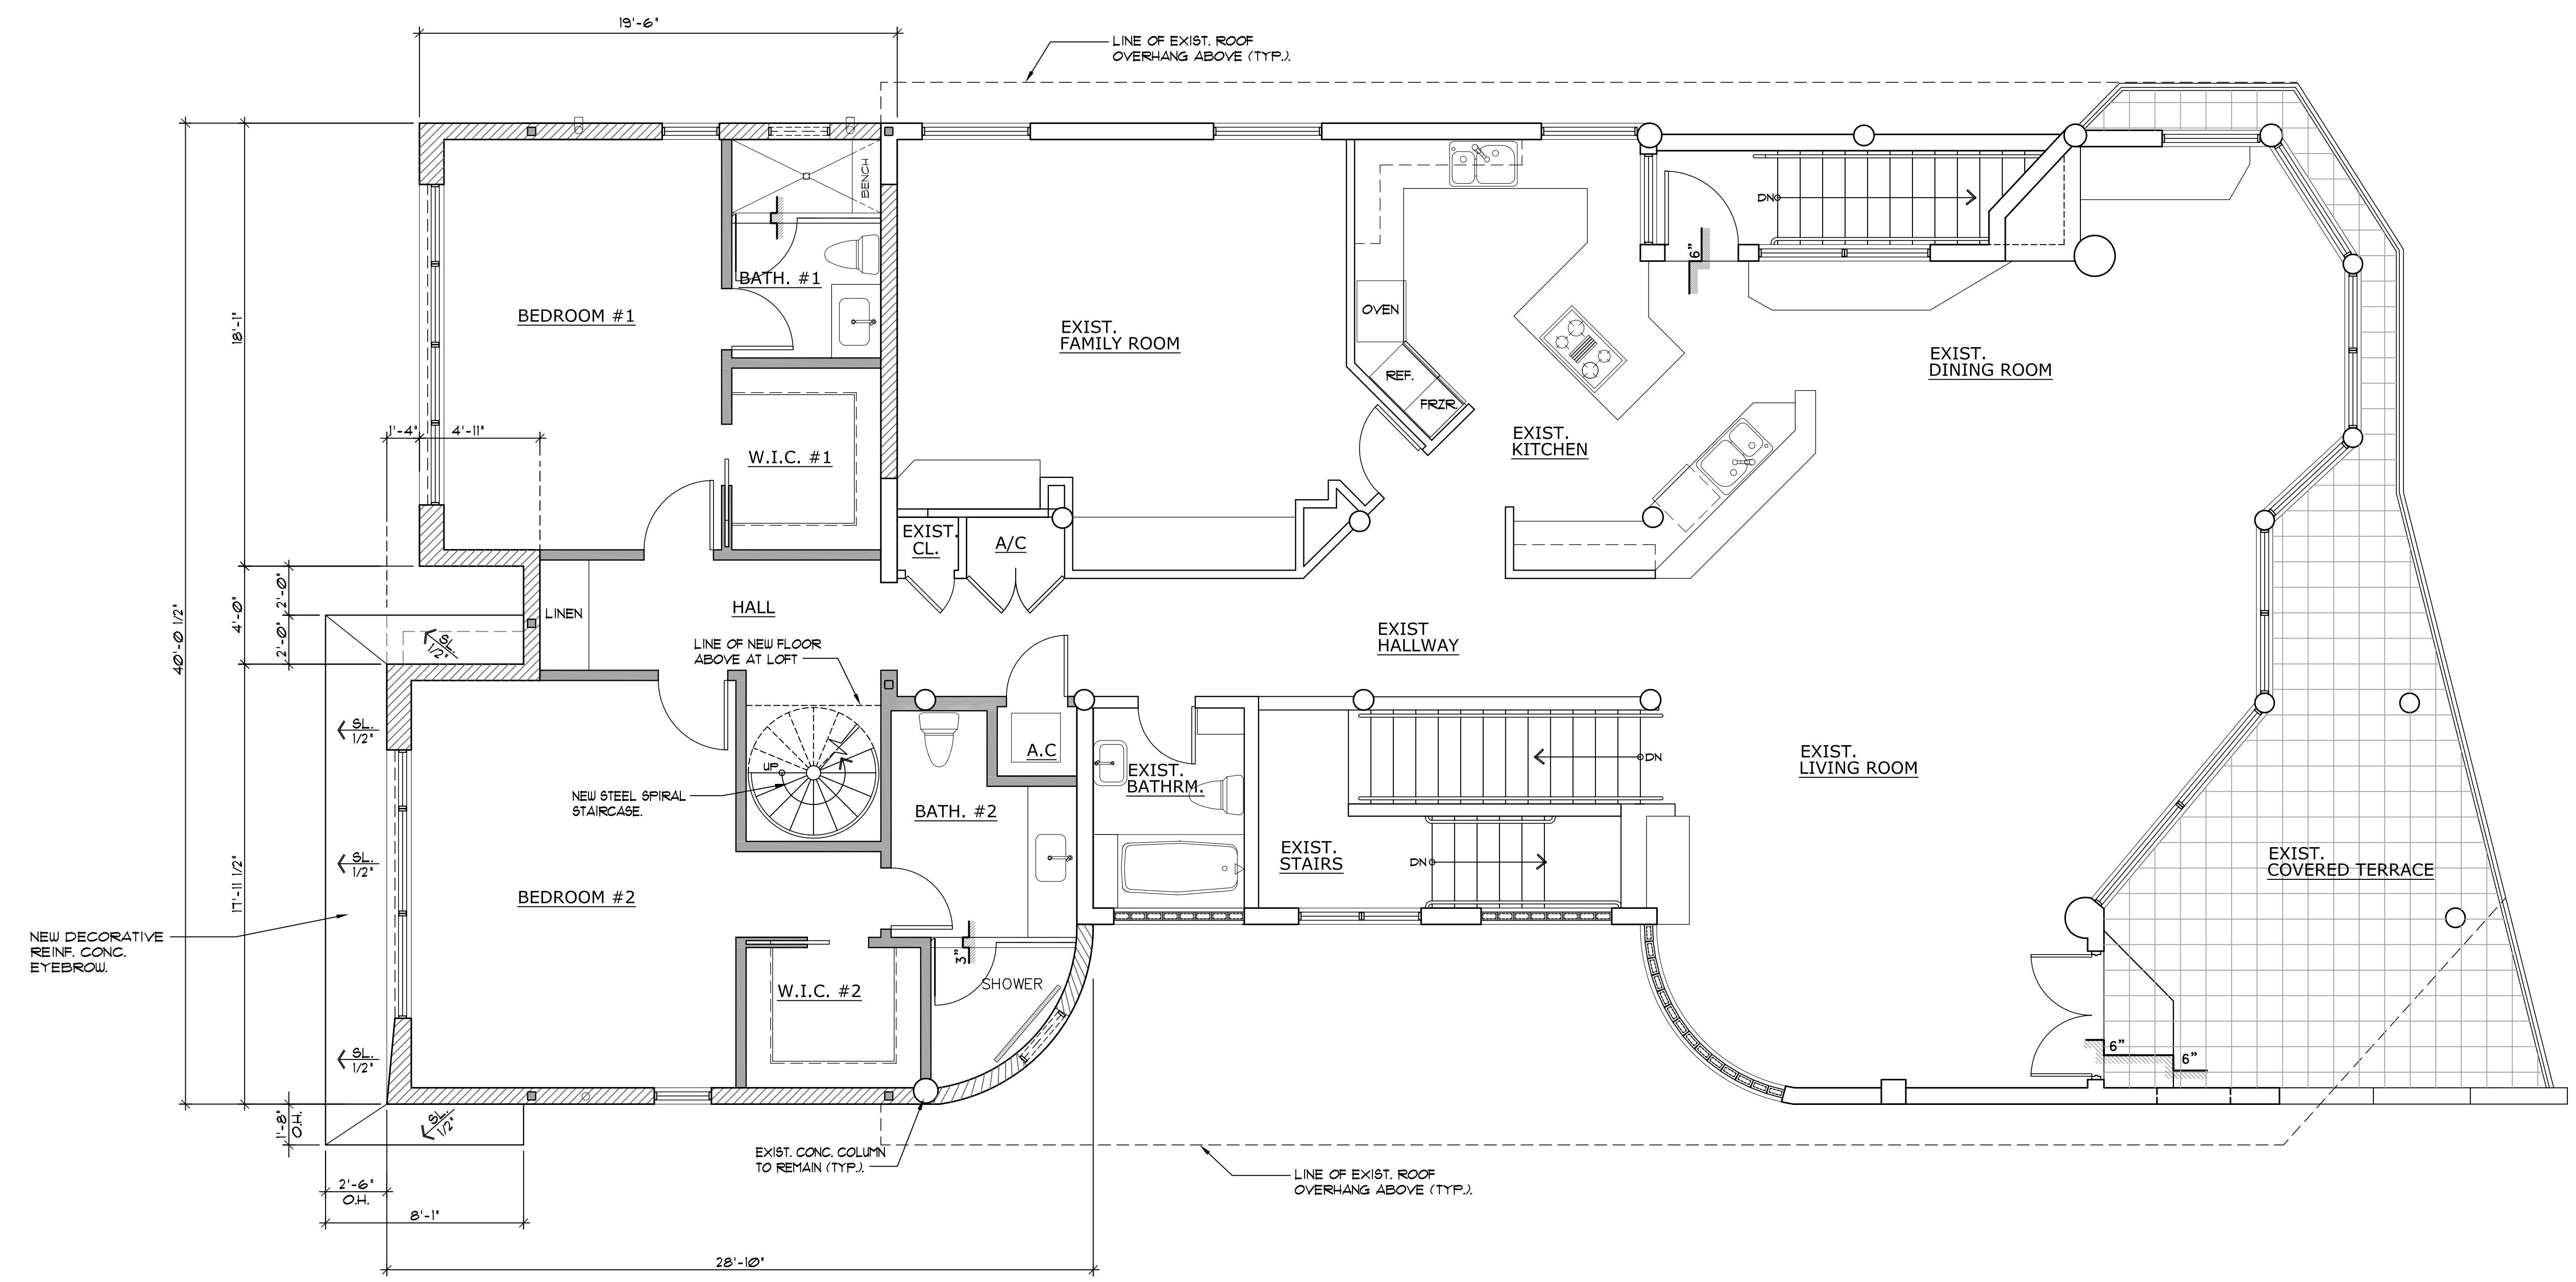 19'-6"
LINE OF EXIST. ROOF
OVERHANG ABOVE (TYP.).
BENCH
DN
6"
BATH. #1
BEDROOM #1
OVEN
EXIST.
FAMILY ROOM
18'-1"
EXIST.
DINING ROOM
REF.
FRZR.
1'-4"
4'-11"
W.I.C. #1
EXIST.
KITCHEN
EXIST.
CL.
A/C
2'-0"
4'-0"
2'-0"
40'-0 1/2"
LINEN
HALL
SL.
1/2"
EXIST
HALLWAY
LINE OF NEW FLOOR
ABOVE AT LOFT
SL.
1/2"
A.C
DN
EXIST.
LIVING ROOM
UP
EXIST.
BATHRM.
NEW STEEL SPIRAL
STAIRCASE.
BATH. #2
EXIST.
STAIRS
DN
SL.
1/2"
EXIST.
COVERED TERRACE
17'-11 1/2"
BEDROOM #2
NEW DECORATIVE
REINF. CONC.
EYEBROW.
3"
SHOWER
W.I.C. #2
SL.
1/2"
6"
6"
1'-8"
O.H.
SL.
1/2"
EXIST. CONC. COLUMN
TO REMAIN (TYP.).
LINE OF EXIST. ROOF
OVERHANG ABOVE (TYP.).
2'-6"
O.H.
8'-1"
28'-10"